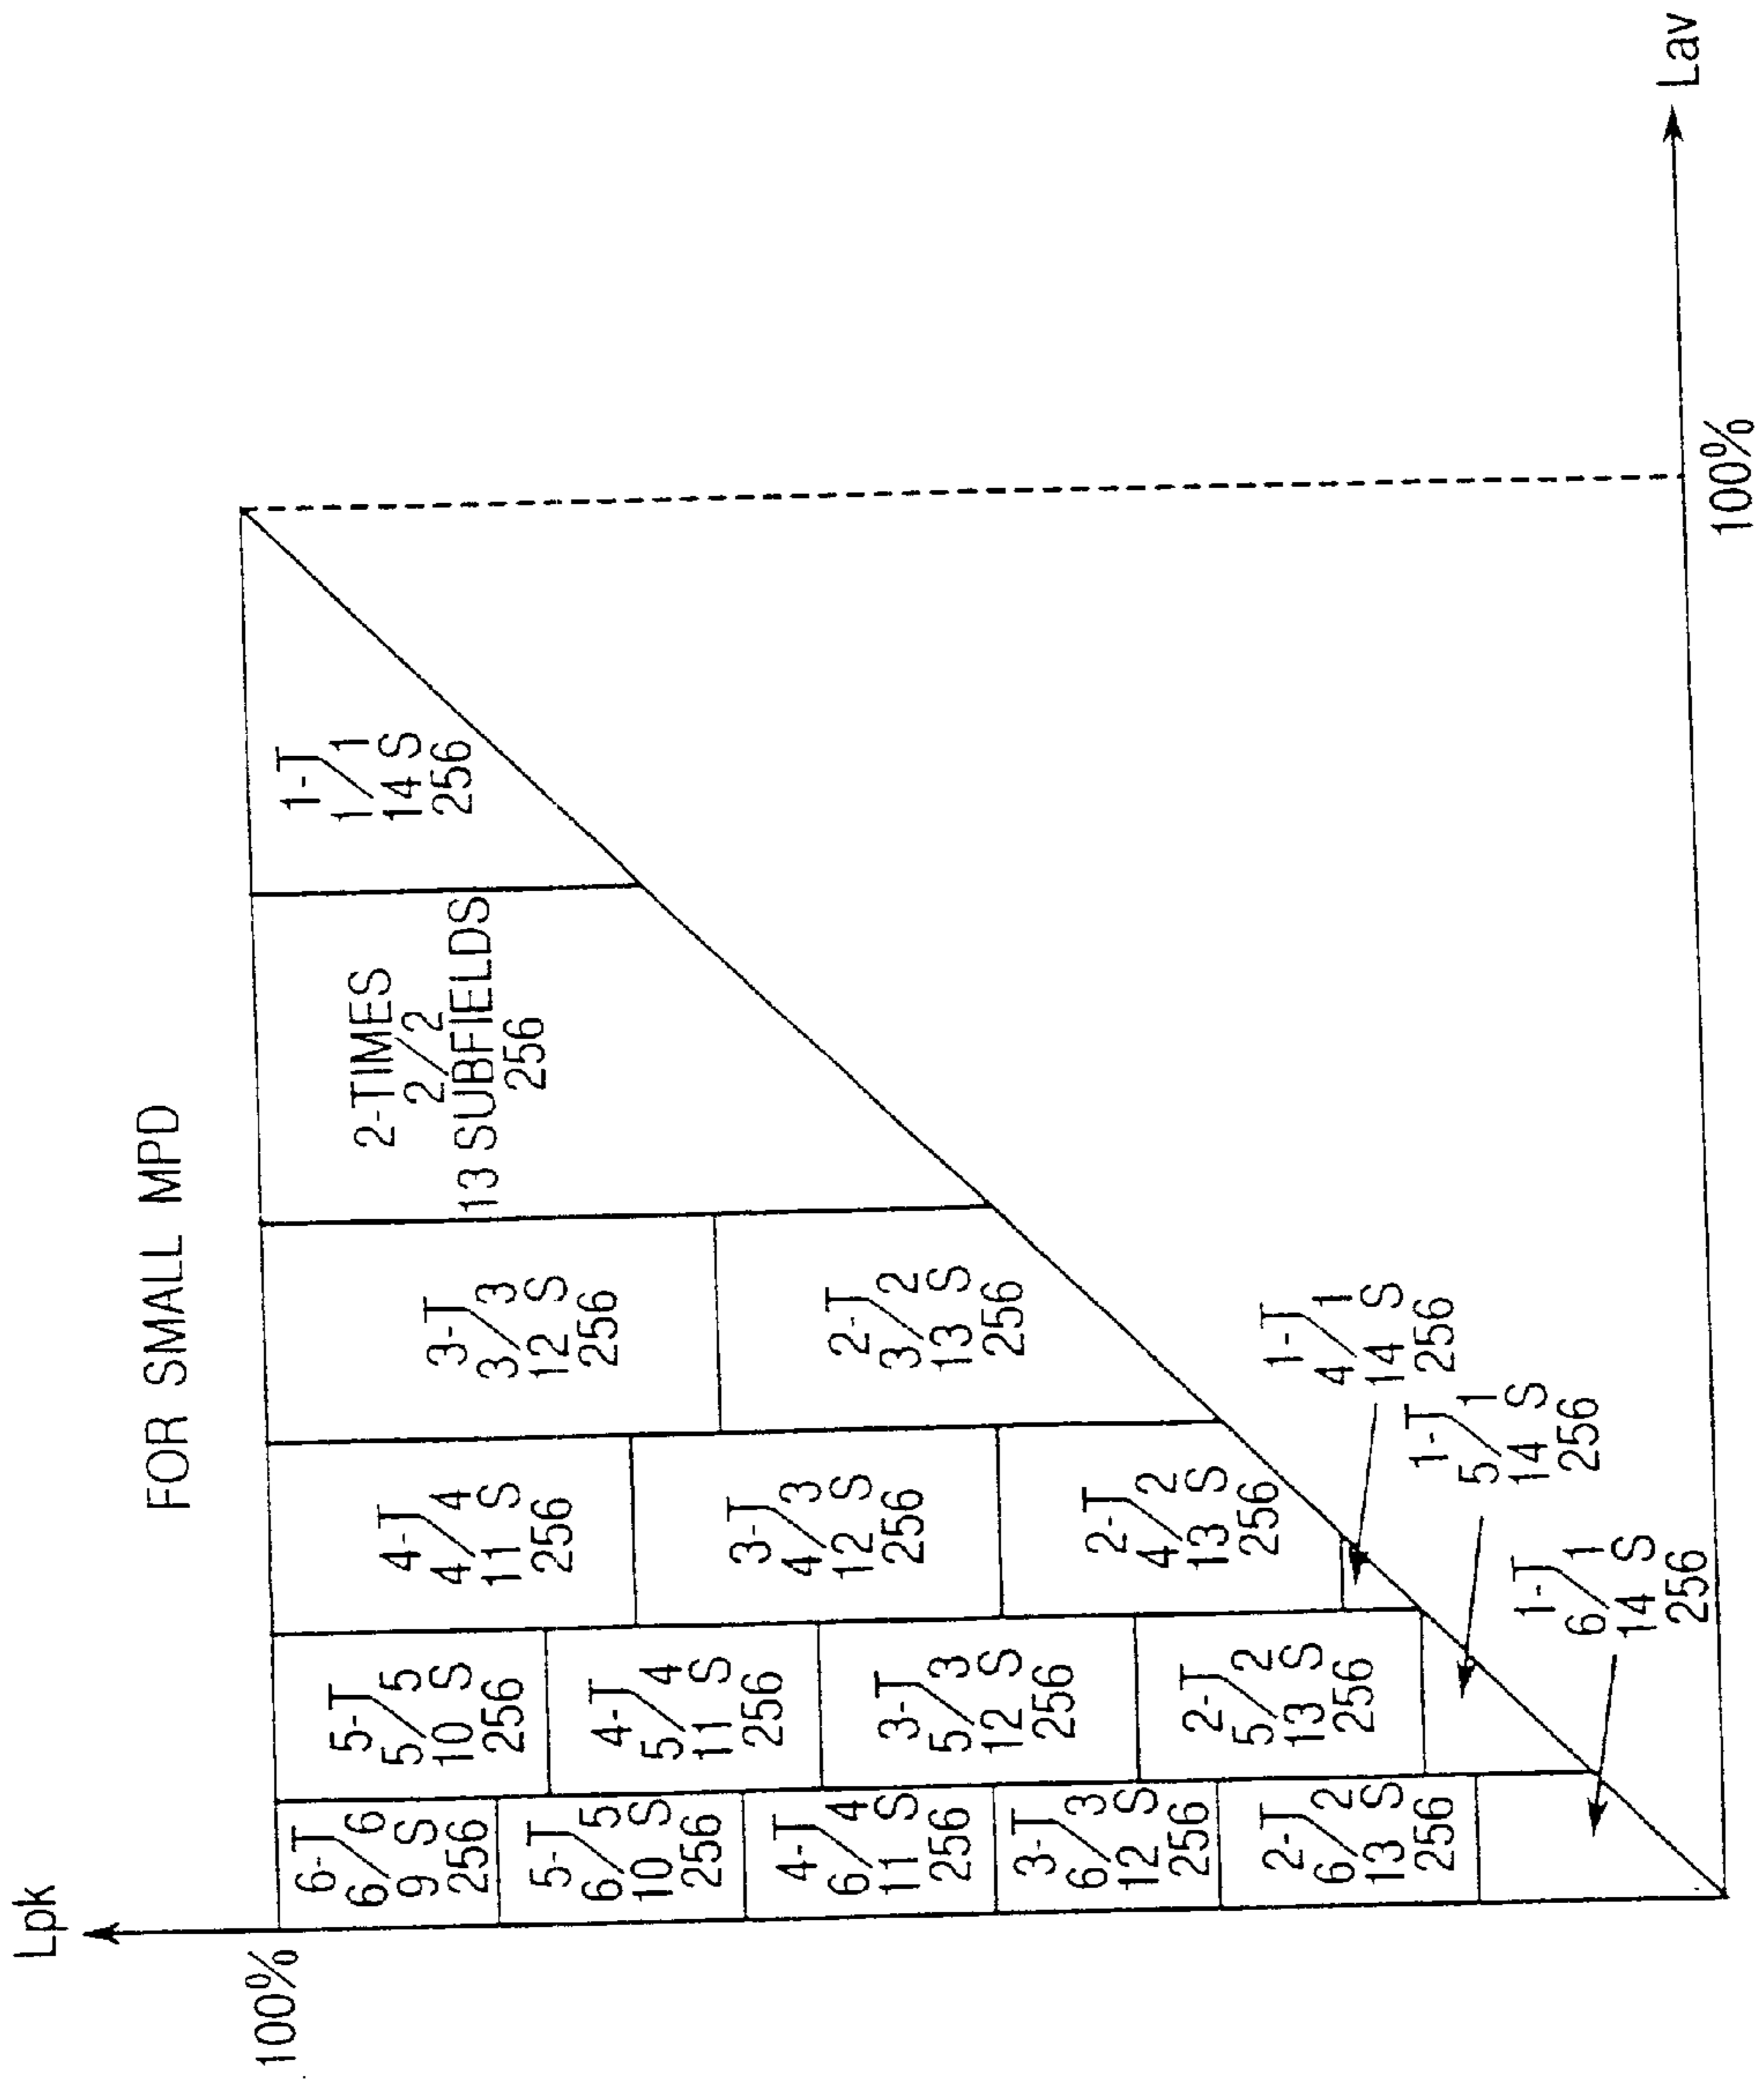 FOR SMALL MPD
Lpk
100%
6-T
6/6
9 S
256
5-T
6/5
10 S
256
4-T
6/4
11 S
256
3-T
6/3
12 S
256
2-T
6/2
13 S
256
1-T
6/1
14 S
256
5-T
5/5
10 S
256
4-T
5/4
11 S
256
3-T
5/3
12 S
256
2-T
5/2
13 S
256
1-T
5/1
14 S
256
4-T
4/4
11 S
256
3-T
4/3
12 S
256
2-T
4/2
13 S
256
1-T
4/1
14 S
256
3-T
3/3
12 S
256
2-T
3/2
13 S
256
2-TIMES
2/2
13 SUBFIELDS
256
1-T
1/1
14 S
256
100%
Lav